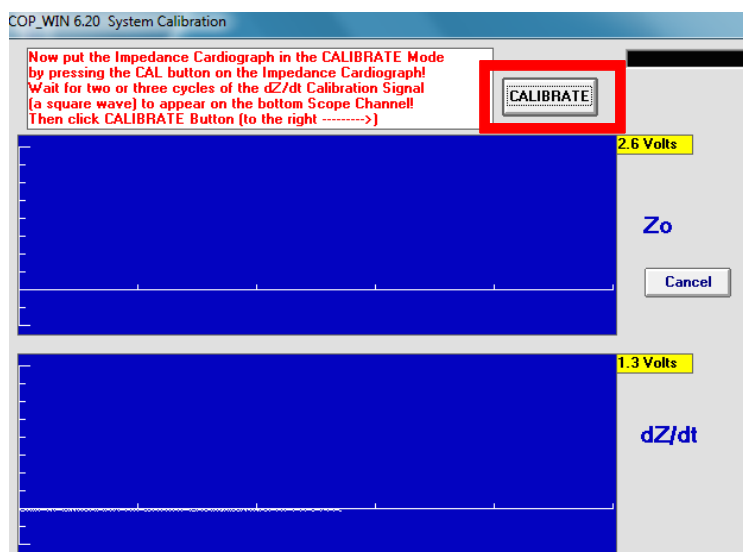 COP_WIN 6.20 System Calibration
Now put the Impedance Cardiograph in the CALIBRATE Mode
by pressing the CAL button on the Impedance Cardiograph!
Wait for two or three cycles of the dZ/dt Calibration Signal
(a square wave) to appear on the bottom Scope Channel!
Then click CALIBRATE Button (to the right --------->)
CALIBRATE
2.6 Volts
Zo
Cancel
1.3 Volts
dZ/dt